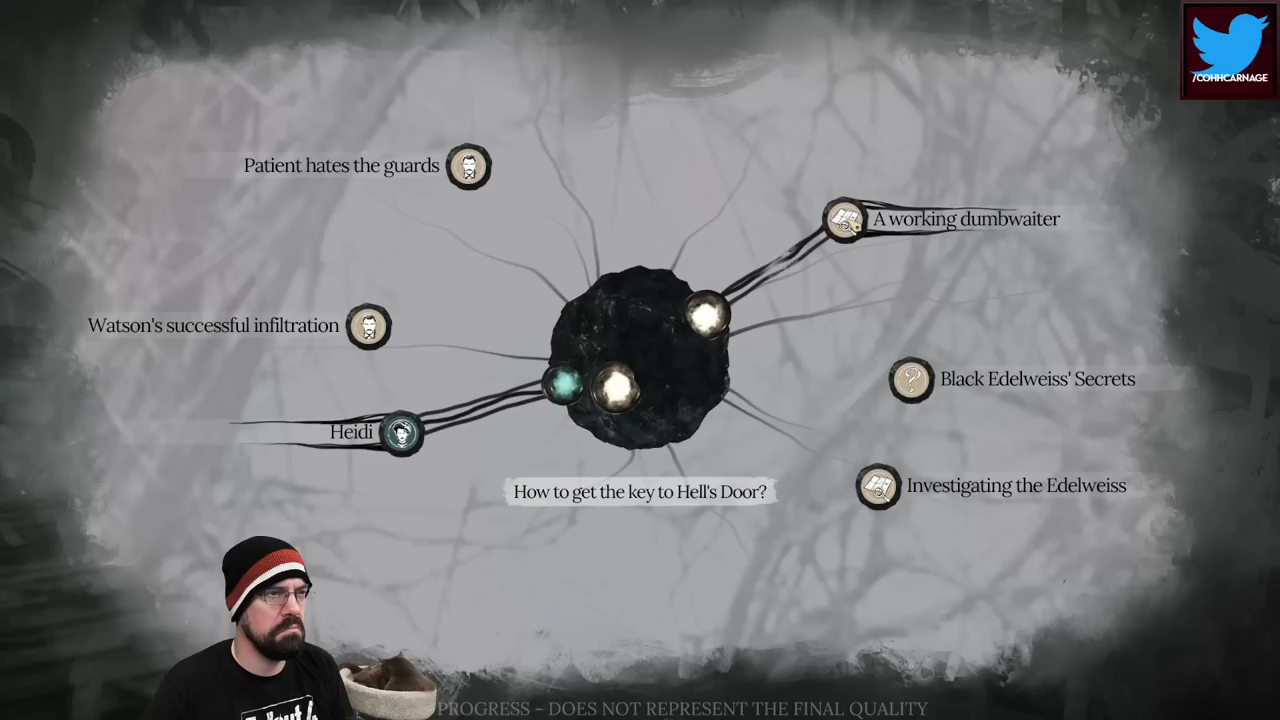 /COHHCARNAGE
Patient hates the guards
A working dumbwaiter
Watson's successful infiltration
Black Edelweiss' Secrets
Heidi
Investigating the Edelweiss
How to get the key to Hell's Door?
PROGRESS - DOES NOT REPRESENT THE FINAL QUALITY